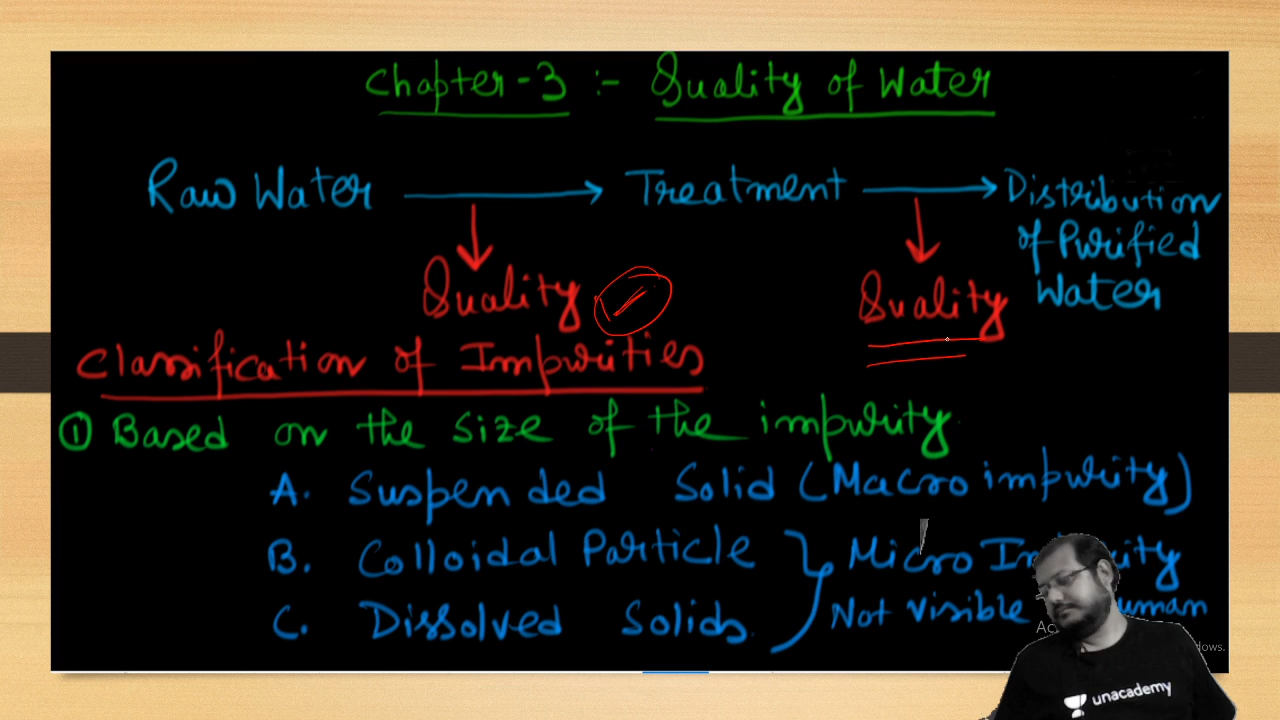 Chapter-3 :- Quality of Water
Raw Water → Treatment → Distribution
of Purified
Water
Quality
Quality
Classification of Impurities
① Based on the size of the impurity
A. Suspended Solid (Macro impurity)
B. Colloidal Particle } Micro
C. Dissolved Solids. Not visible
unacademy